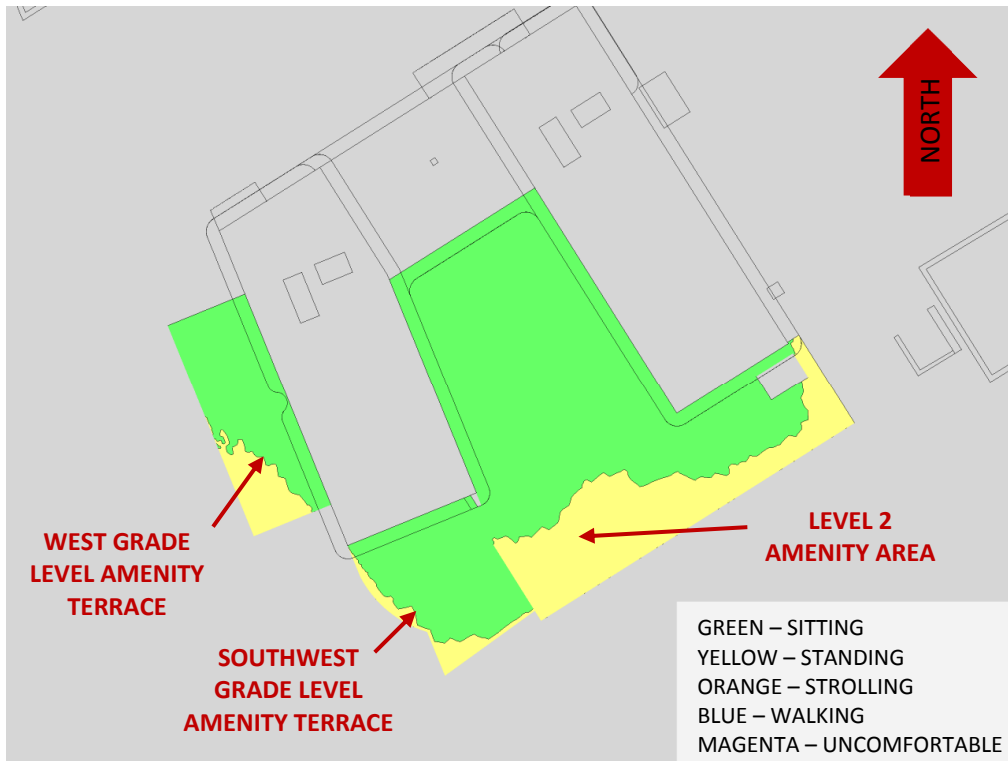 NORTH
WEST GRADE
LEVEL AMENITY
TERRACE
LEVEL 2
AMENITY AREA
SOUTHWEST
GRADE LEVEL
AMENITY TERRACE
GREEN – SITTING
YELLOW – STANDING
ORANGE – STROLLING
BLUE – WALKING
MAGENTA – UNCOMFORTABLE